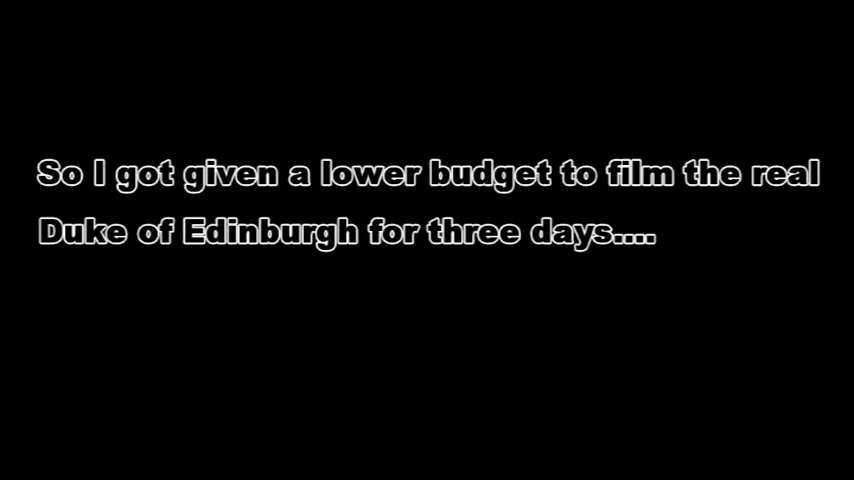 So I got given a lower budget to film the real
Duke of Edinburgh for three days....